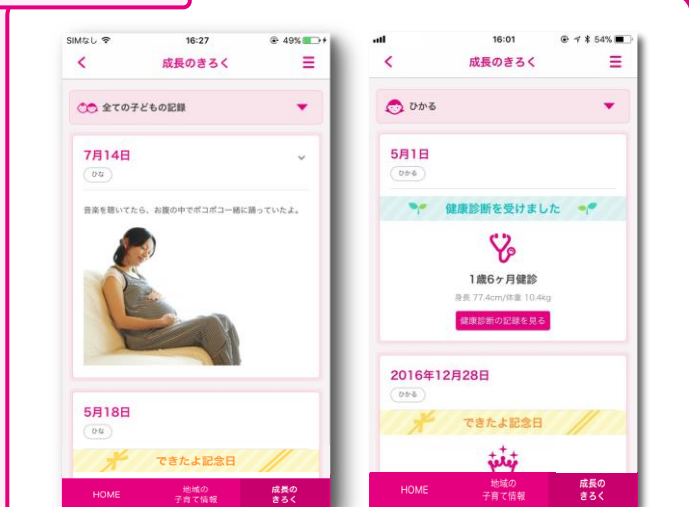 SIMなし 16:27 49%
成長のきろく
全ての子どもの記録
7月14日
ひな
音楽を聴いてたら、お腹の中でポコポコ一緒に踊っていたよ。
5月18日
ひな
できたよ記念日
HOME
地域の
子育て情報
成長の
きろく
16:01 54%
成長のきろく
ひかる
5月1日
ひかる
健康診断を受けました
1歳6ヶ月健診
身長 77.4cm/体重 10.4kg
健康診断の記録を見る
2016年12月28日
ひかる
できたよ記念日
HOME
地域の
子育て情報
成長の
きろく